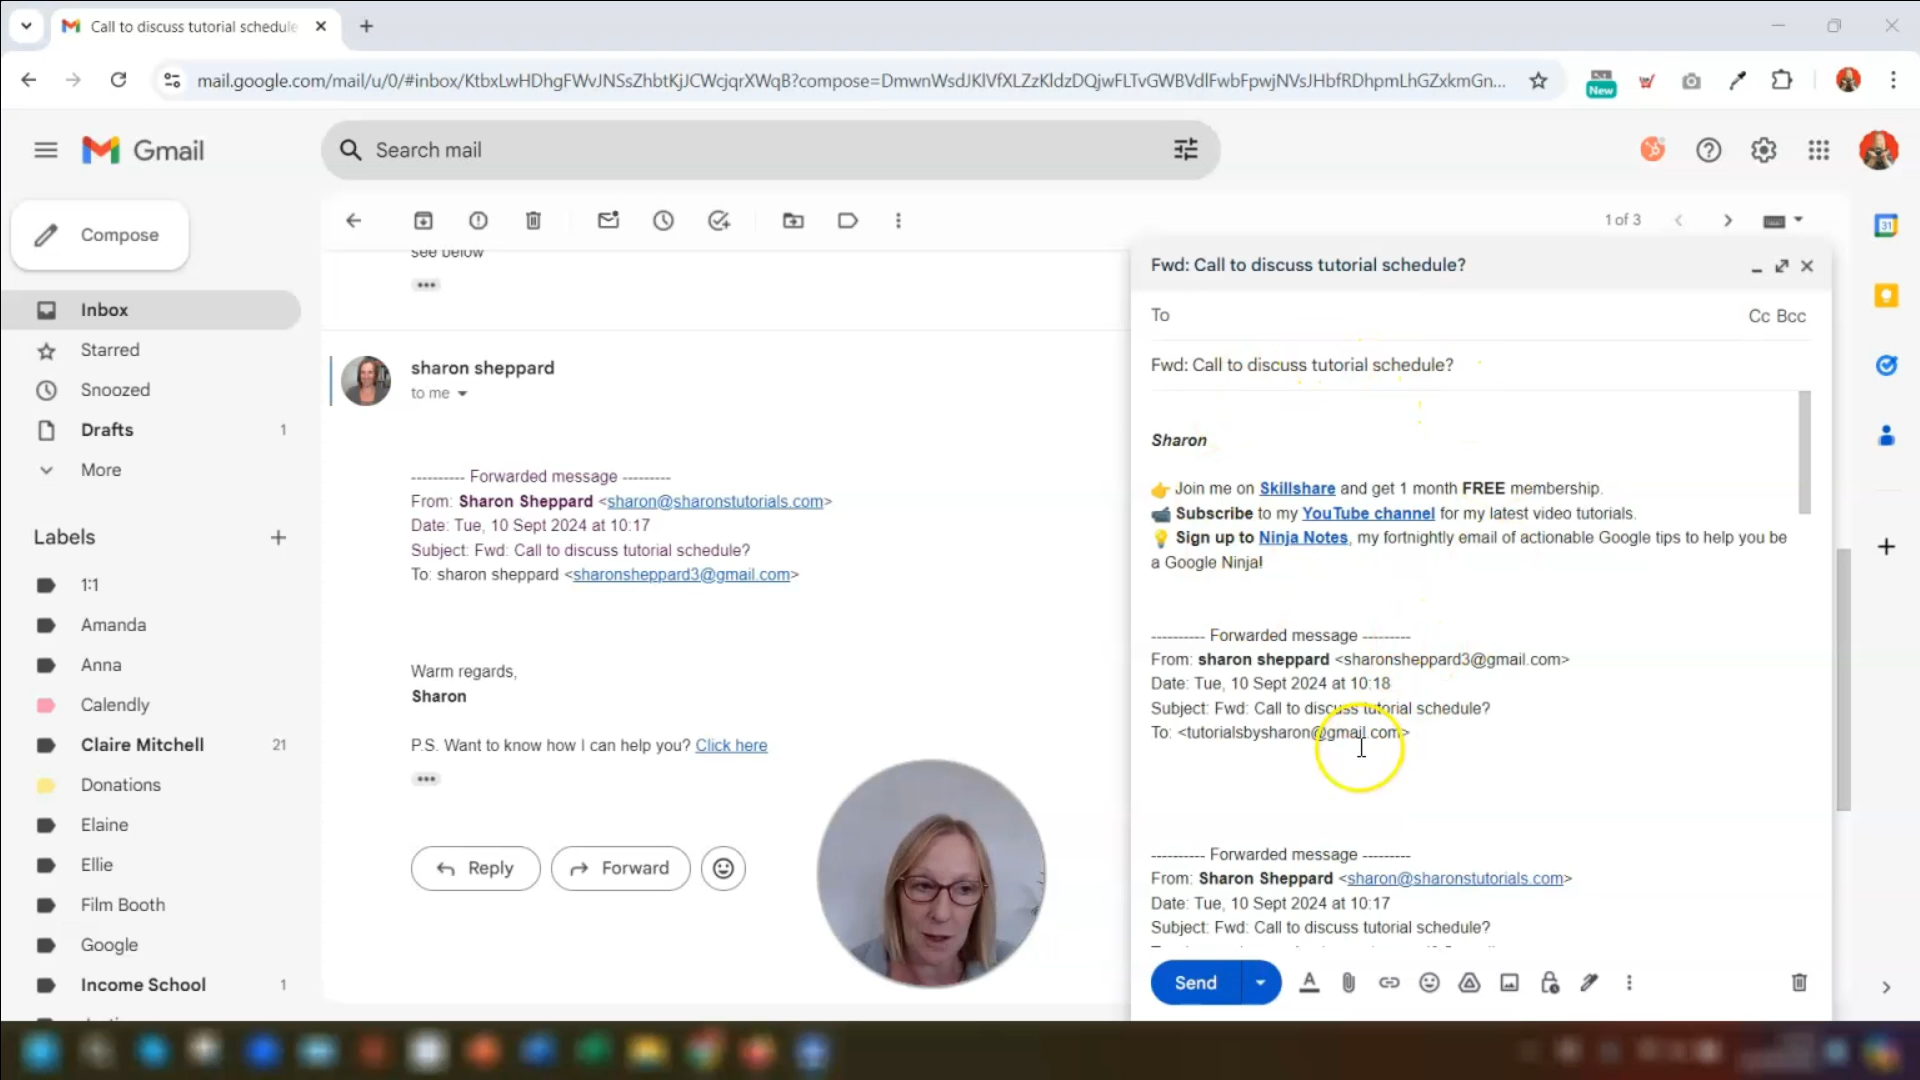 Call to discuss tutorial schedule
mail.google.com/mail/u/0/#inbox/KtbxLwHDhgFWvJNSsZhbtKjJCWcjqrXWqB?compose=DmwnWsdJKlVfXLZzKldzDQjwFLTvGWBVdlFwbFpwjNVsJHbfRDhpmLhGZxkmGn...
New
Gmail
Search mail
Compose
1 of 3
Inbox
Starred
Snoozed
Drafts 1
More
Labels
1:1
Amanda
Anna
Calendly
Claire Mitchell 21
Donations
Elaine
Ellie
Film Booth
Google
Income School 1
see below
sharon sheppard
to me
---------- Forwarded message ---------
From: Sharon Sheppard <sharon@sharonstutorials.com>
Date: Tue, 10 Sept 2024 at 10:17
Subject: Fwd: Call to discuss tutorial schedule?
To: sharon sheppard <sharonsheppard3@gmail.com>
Warm regards,
Sharon
P.S. Want to know how I can help you? Click here
Reply
Forward
Fwd: Call to discuss tutorial schedule?
To Cc Bcc
Fwd: Call to discuss tutorial schedule?
Sharon
👉 Join me on Skillshare and get 1 month FREE membership.
📹 Subscribe to my YouTube channel for my latest video tutorials.
💡 Sign up to Ninja Notes, my fortnightly email of actionable Google tips to help you be
a Google Ninja!
---------- Forwarded message ---------
From: sharon sheppard <sharonsheppard3@gmail.com>
Date: Tue, 10 Sept 2024 at 10:18
Subject: Fwd: Call to discuss tutorial schedule?
To: <tutorialsbysharon@gmail.com>
---------- Forwarded message ---------
From: Sharon Sheppard <sharon@sharonstutorials.com>
Date: Tue, 10 Sept 2024 at 10:17
Subject: Fwd: Call to discuss tutorial schedule?
Send
31